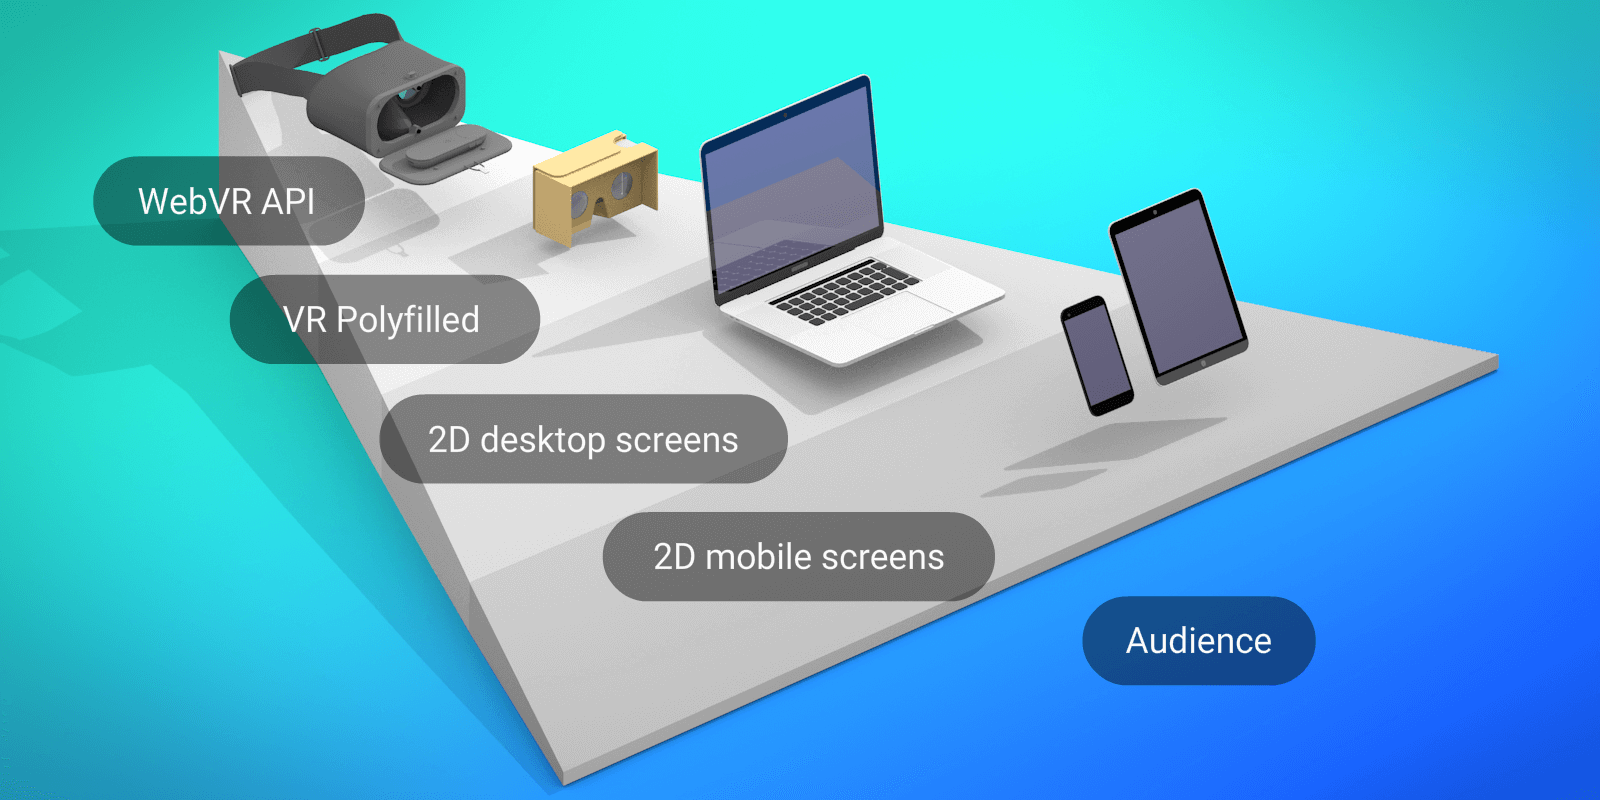 WebVR API
VR Polyfilled
2D desktop screens
2D mobile screens
Audience